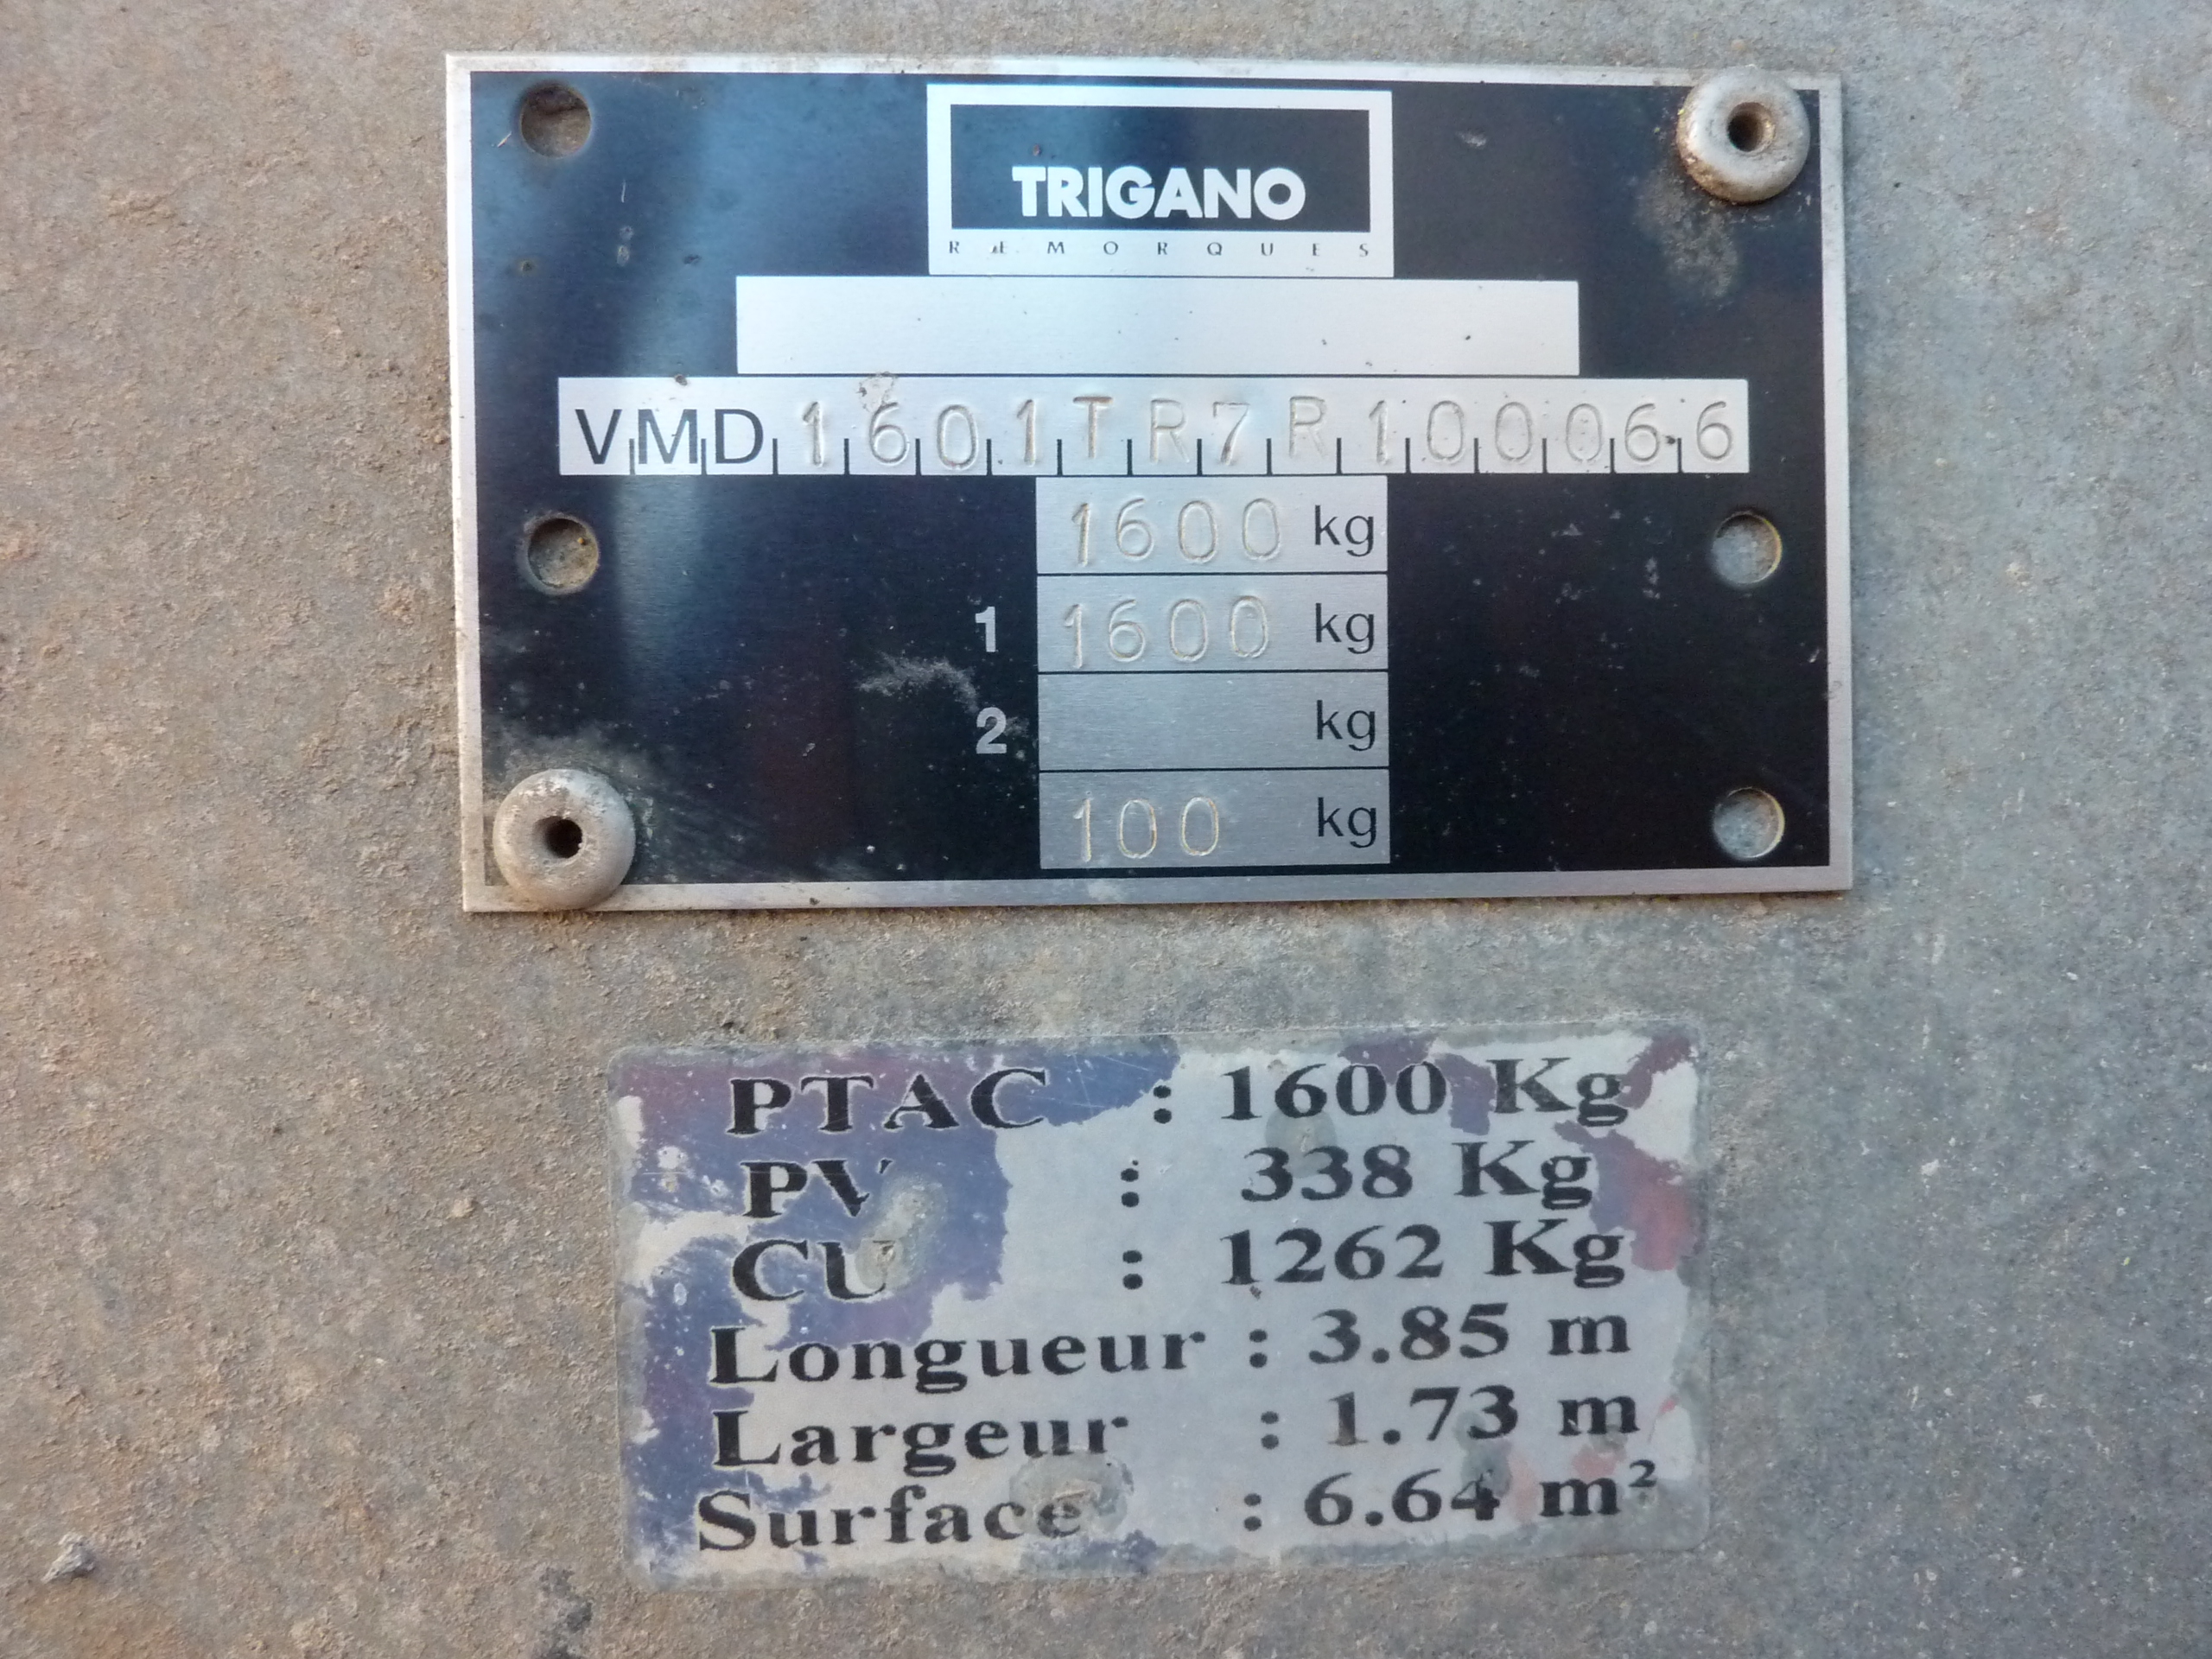 TRIGANO
REMORQUES
VMD1601TR7R100066
1600 kg
1 1600 kg
2 kg
100 kg
PTAC : 1600 Kg
PV : 338 Kg
CU : 1262 Kg
Longueur : 3.85 m
Largeur : 1.73 m
Surface : 6.64 m²